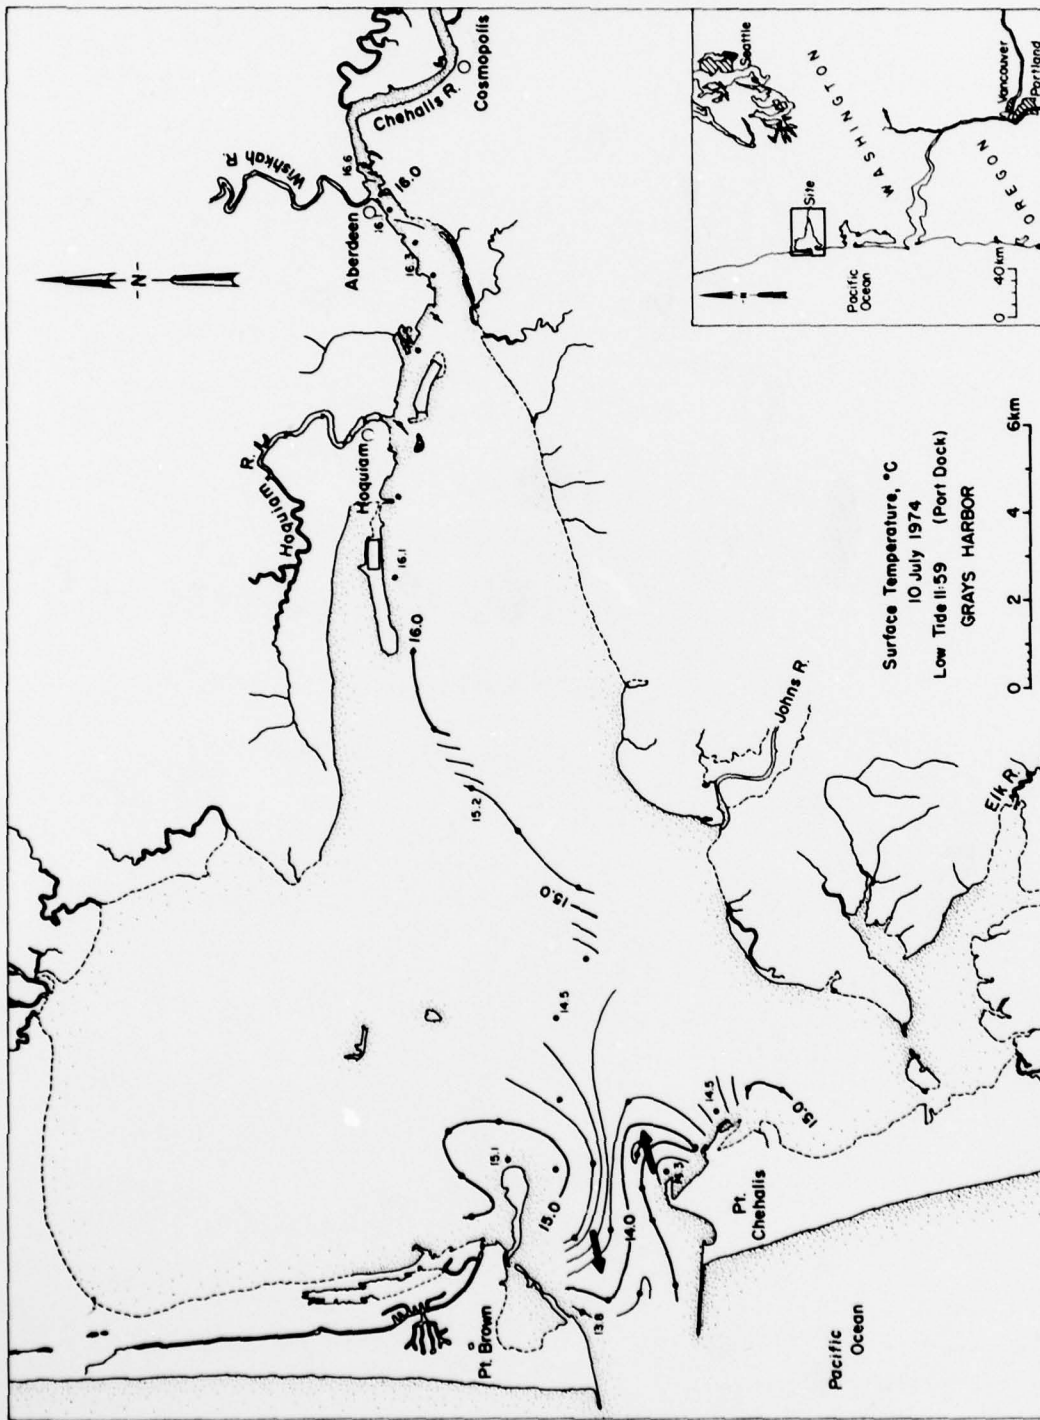 Wishkah
R.
16.6
Chehalis R.
Cosmopolis
Aberdeen
16.0
16.3
-N-
Hoquiam
R.
Hoquiam
16.1
16.0
15.2
15.0
14.5
14.5
15.0
15.1
15.0
14.0
13.8
Pt. Brown
Pt.
Chehalis
Pacific
Ocean
Johns R.
Elk R.
Surface Temperature, °C
10 July 1974
Low Tide 11:59 (Port Dock)
GRAYS HARBOR
0 2 4 6km
Seattle
WASHINGTON
Site
Pacific
Ocean
Vancouver
Portland
OREGON
0 40 km